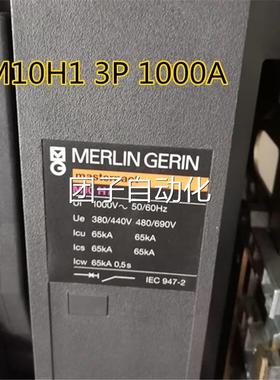 M10H1 3P 1000A
MERLIN GERIN
masterpact
团子自动化
Ui 1000V~ 50/60Hz
Ue 380/440V 480/690V
Icu 65kA 65kA
Ics 65kA 65kA
Icw 65kA 0,5s
IEC 947-2